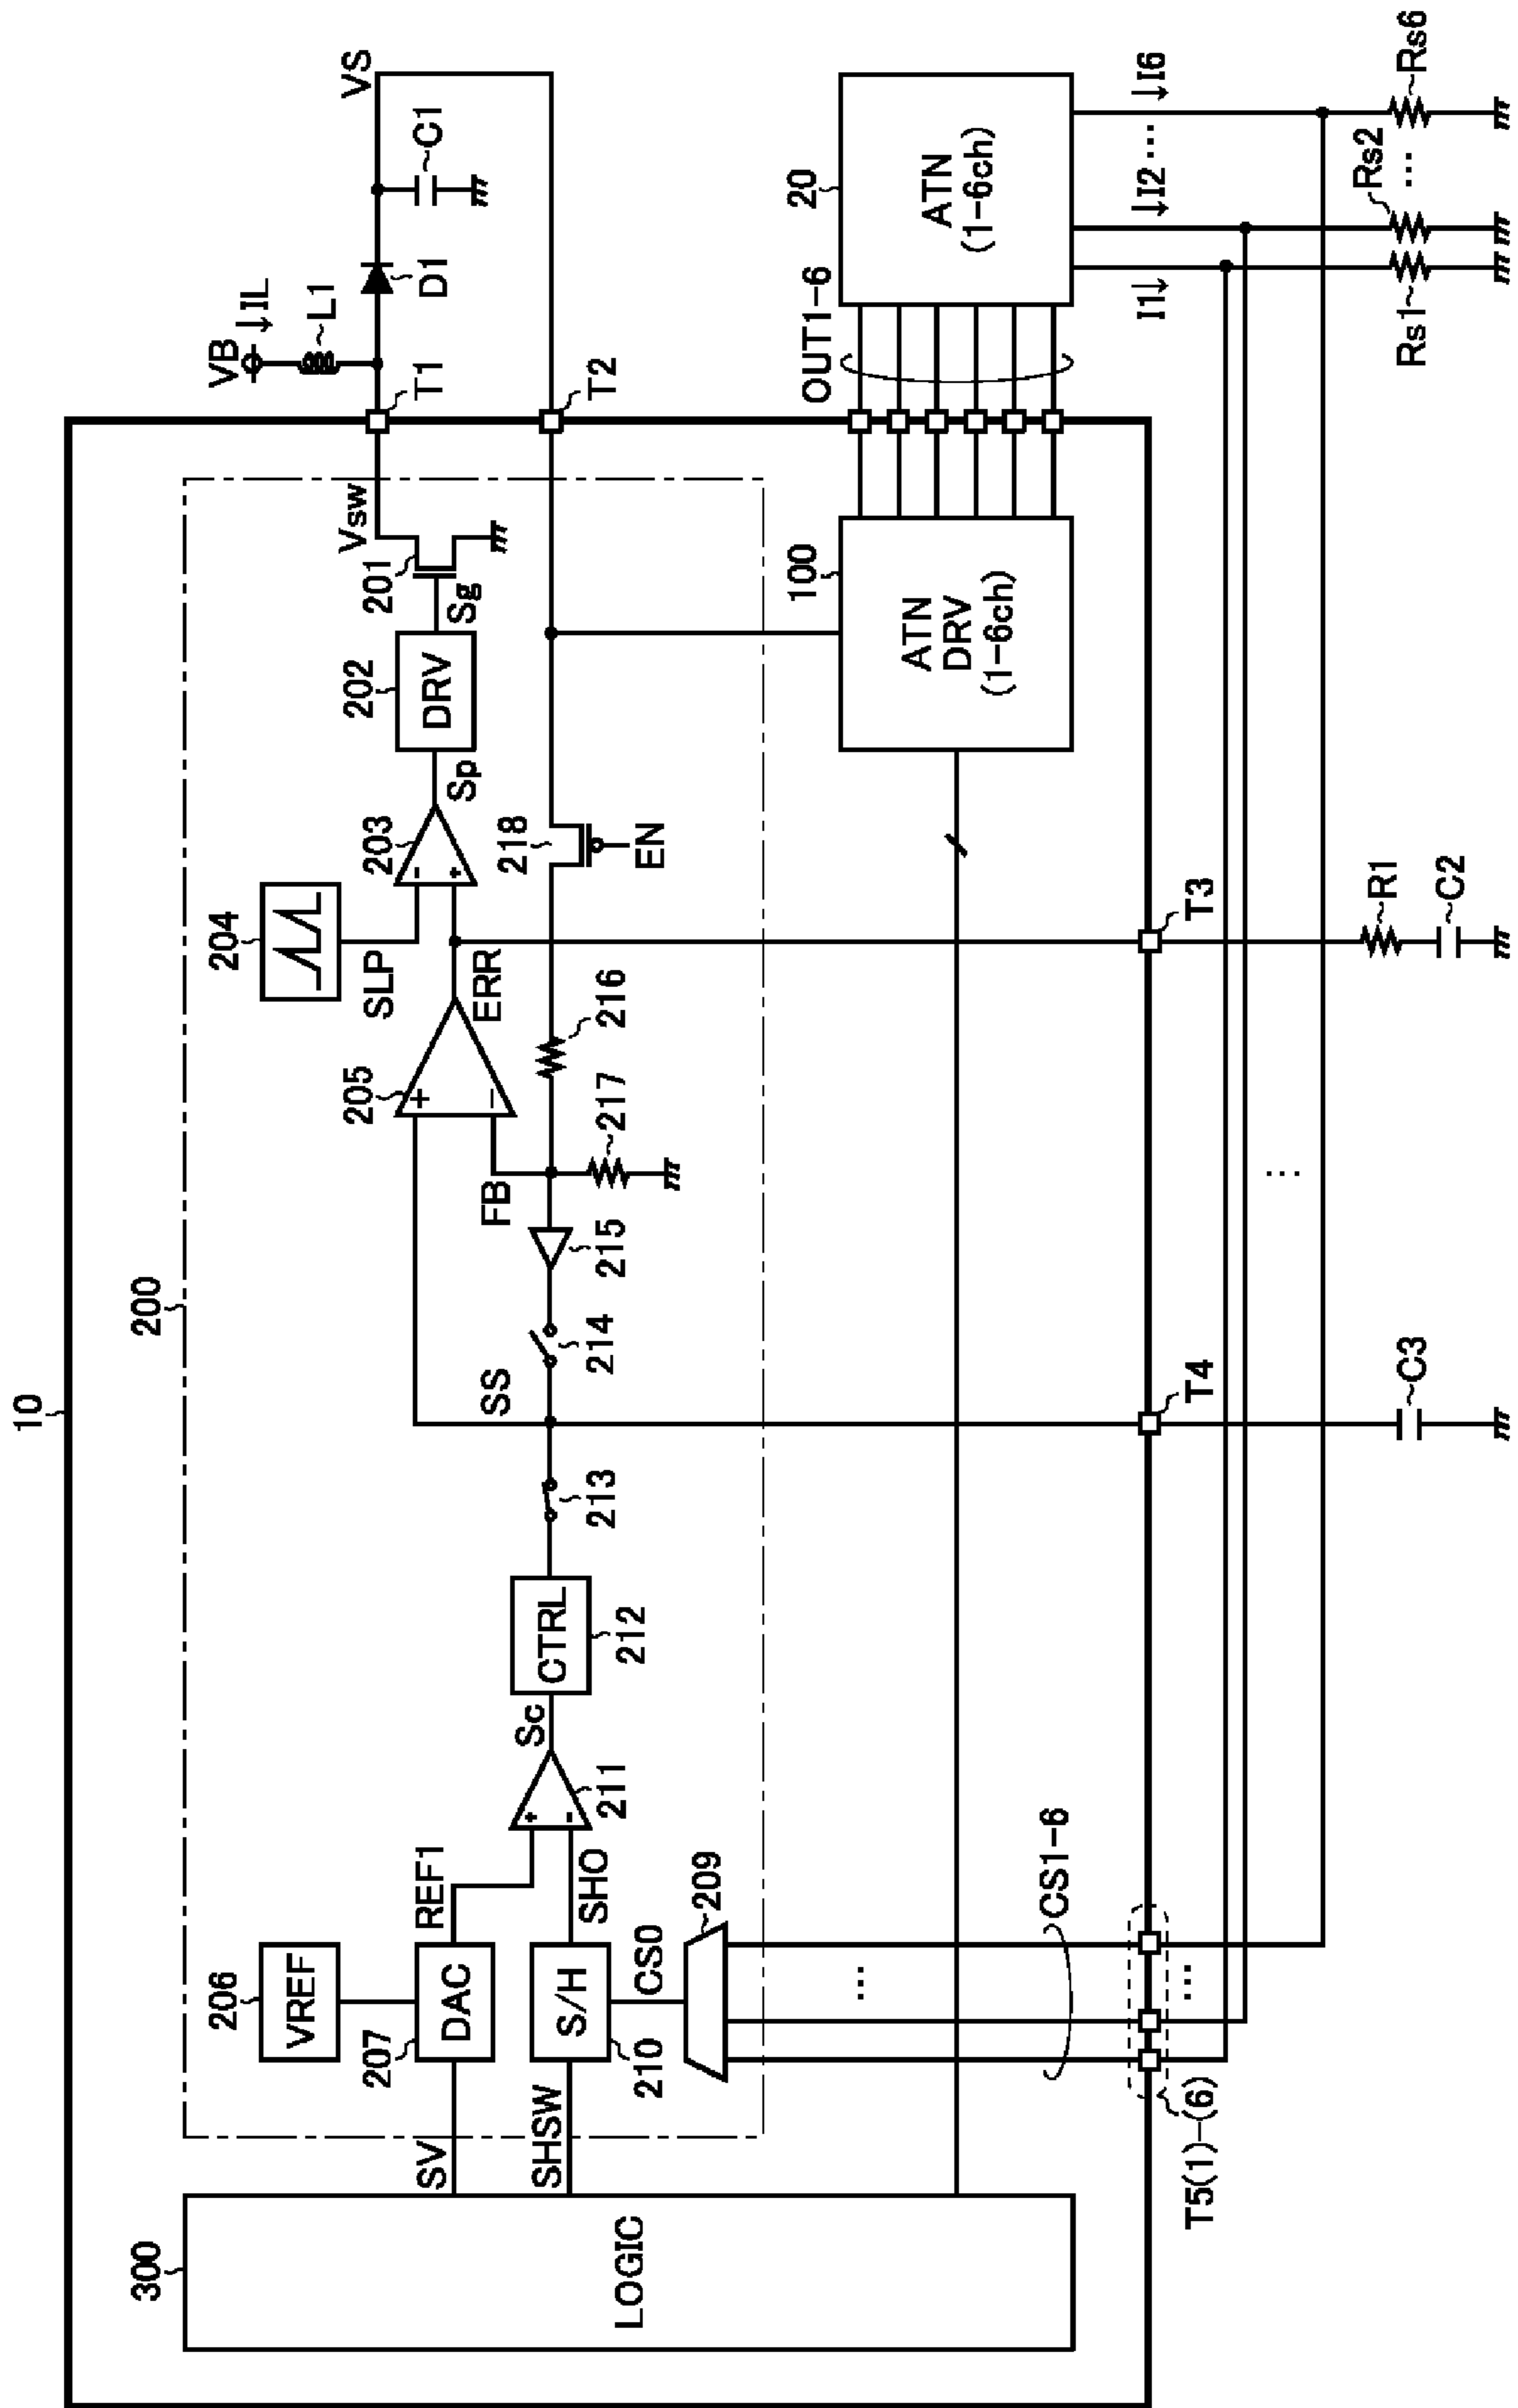 10
200
300
LOGIC
SV
SHSW
206
VREF
207
DAC
REF1
210
S/H
SHO
CS0
209
211
Sc
CTRL
212
213
SS
214
215
FB
217
216
205
+
−
ERR
204
SLP
203
-
+
Sp
202
DRV
Sg
201
Vsw
218
EN
VB
↓IL
L1
D1
C1
VS
T1
T2
100
ATN
DRV
(1-6ch)
OUT1-6
20
ATN
(1-6ch)
I1↓
↓I2 ...
↓I6
Rs1
Rs2
...
Rs6
T3
R1
C2
T4
C3
CS1-6
...
...
T5(1)-(6)
...
+
-